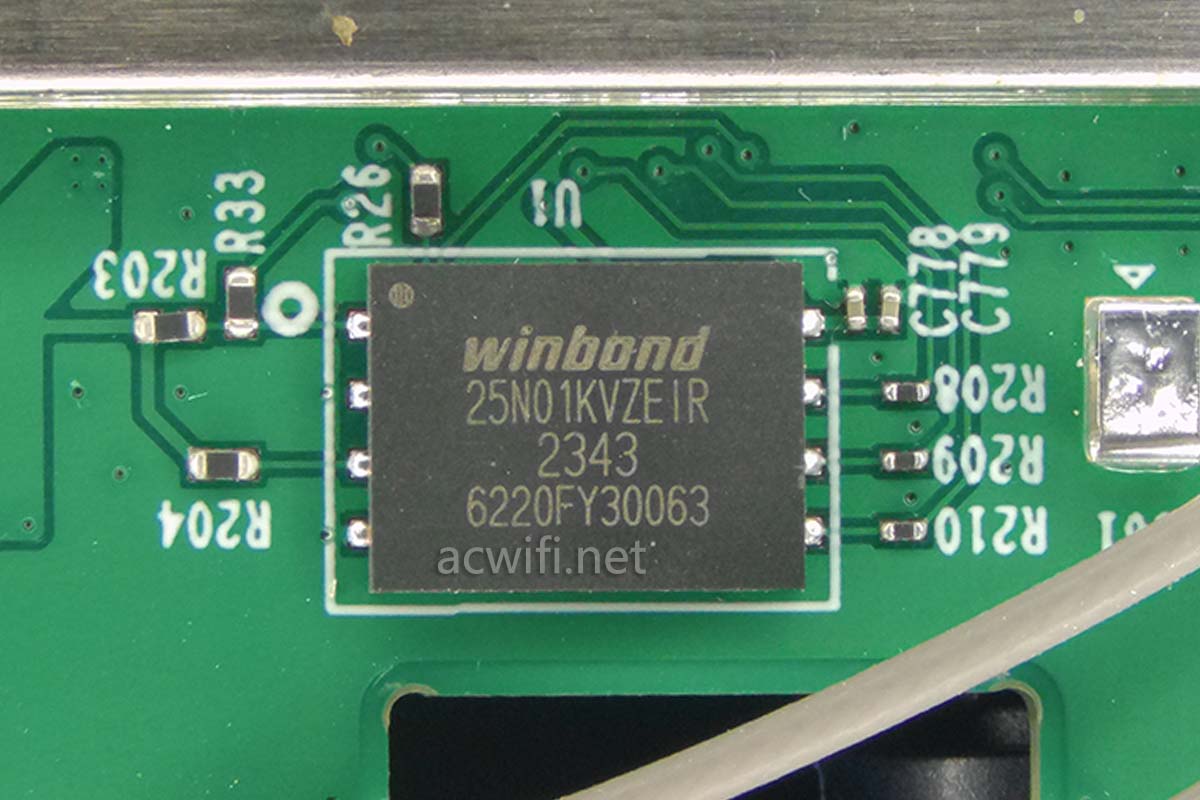 R33
R26
U1
R203
C778
C779
winbond
25N01KVZEIR
R208
2343
R209
6220FY30063
R204
R210
acwifi.net